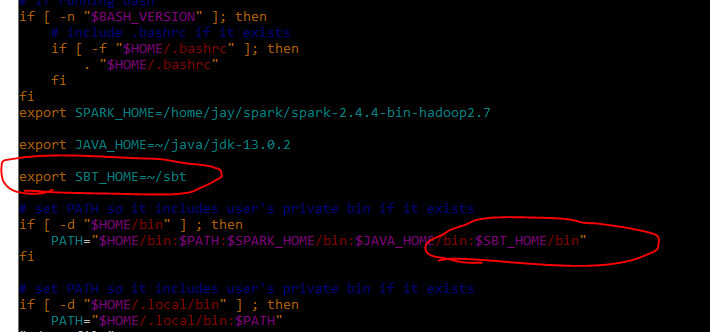 # if running bash
if [ -n "$BASH_VERSION" ]; then
# include .bashrc if it exists
if [ -f "$HOME/.bashrc" ]; then
. "$HOME/.bashrc"
fi
fi
export SPARK_HOME=/home/jay/spark/spark-2.4.4-bin-hadoop2.7
export JAVA_HOME=~/java/jdk-13.0.2
export SBT_HOME=~/sbt
# set PATH so it includes user's private bin if it exists
if [ -d "$HOME/bin" ] ; then
PATH="$HOME/bin:$PATH:$SPARK_HOME/bin:$JAVA_HOME/bin:$SBT_HOME/bin"
fi
# set PATH so it includes user's private bin if it exists
if [ -d "$HOME/.local/bin" ] ; then
PATH="$HOME/.local/bin:$PATH"